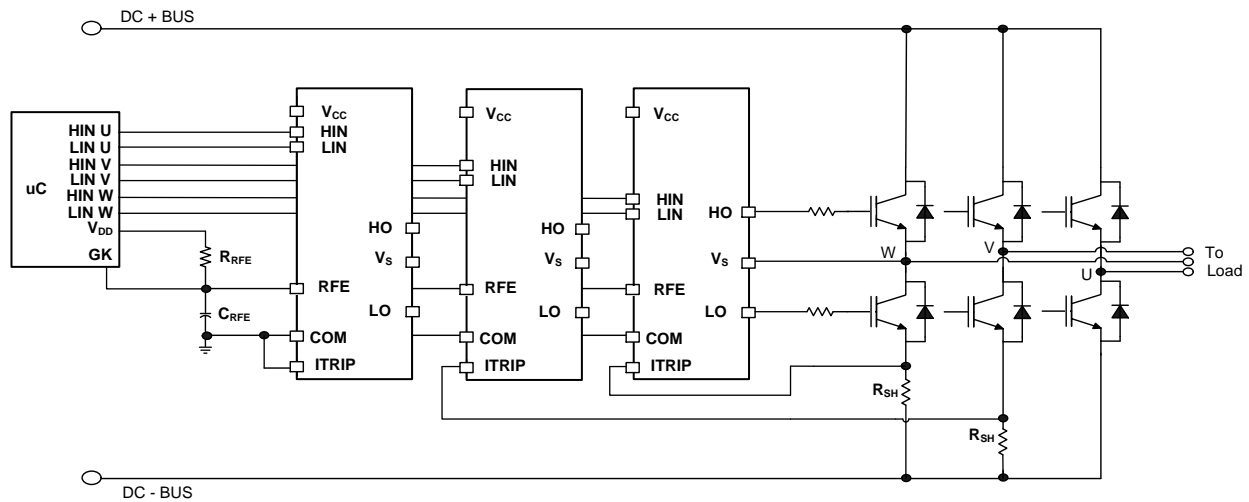 DC + BUS
uC
HIN U
LIN U
HIN V
LIN V
HIN W
LIN W
VDD
GK
RRFE
CRFE
VCC
HIN
LIN
HO
VS
RFE
LO
COM
ITRIP
VCC
HIN
LIN
HO
VS
RFE
LO
COM
ITRIP
VCC
HIN
LIN
HO
VS
RFE
LO
COM
ITRIP
W
V
U
To
Load
RSH
RSH
DC - BUS